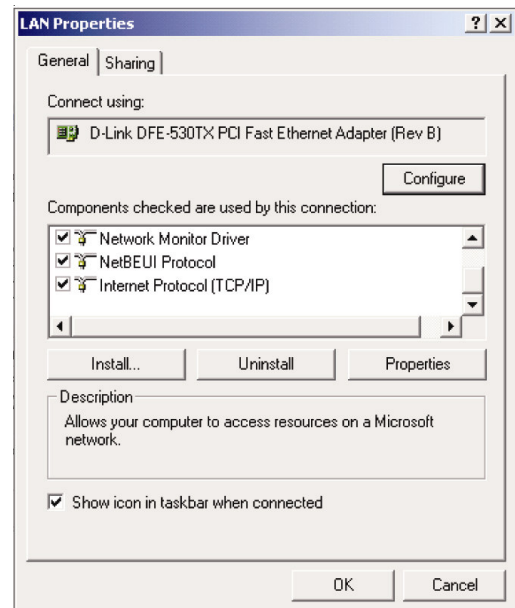 LAN Properties
General
Sharing
Connect using:
D-Link DFE-530TX PCI Fast Ethernet Adapter (Rev B)
Configure
Components checked are used by this connection:
Network Monitor Driver
NetBEUI Protocol
Internet Protocol (TCP/IP)
Install...
Uninstall
Properties
Description
Allows your computer to access resources on a Microsoft
network.
Show icon in taskbar when connected
OK
Cancel